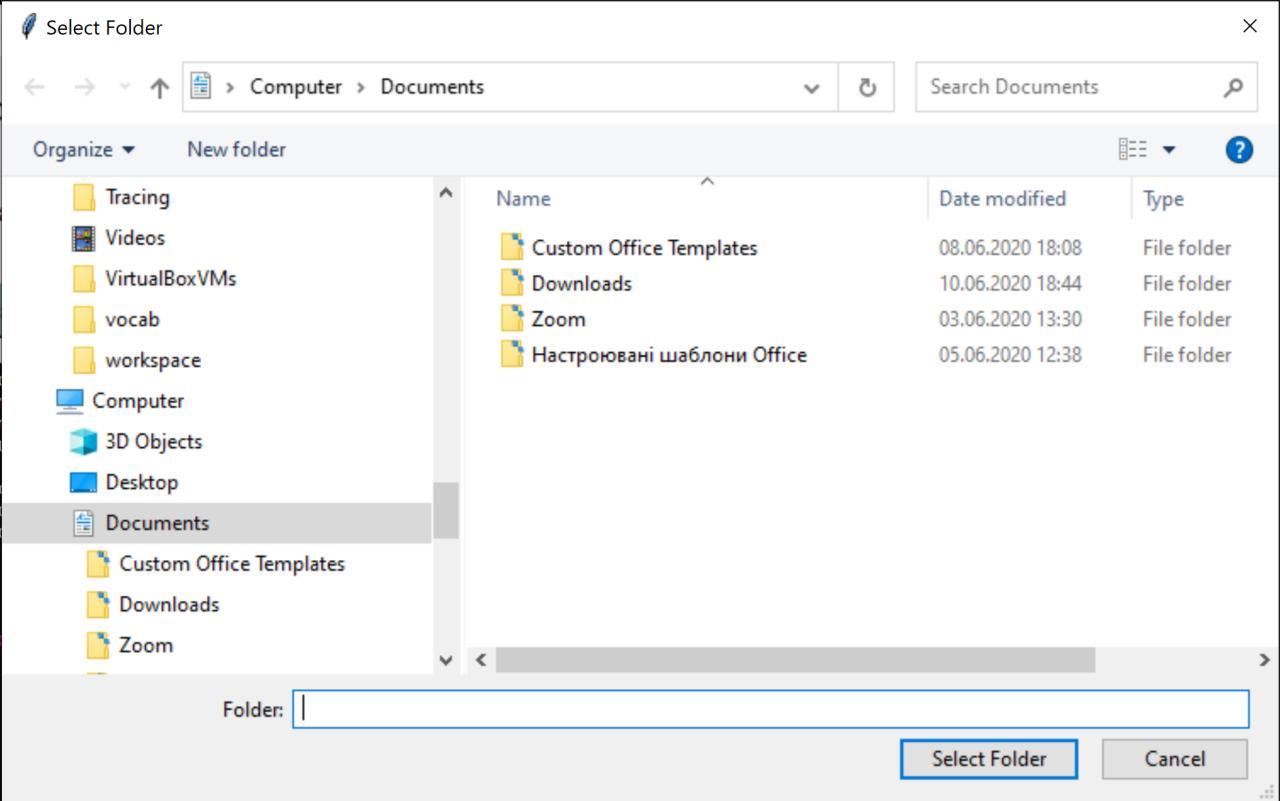 Select Folder
Computer Documents
Search Documents
Organize New folder
Tracing
Videos
VirtualBoxVMs
vocab
workspace
Computer
3D Objects
Desktop
Documents
Custom Office Templates
Downloads
Zoom
Name Date modified Type
Custom Office Templates 08.06.2020 18:08 File folder
Downloads 10.06.2020 18:44 File folder
Zoom 03.06.2020 13:30 File folder
Настроювані шаблони Office 05.06.2020 12:38 File folder
Folder:
Select Folder Cancel